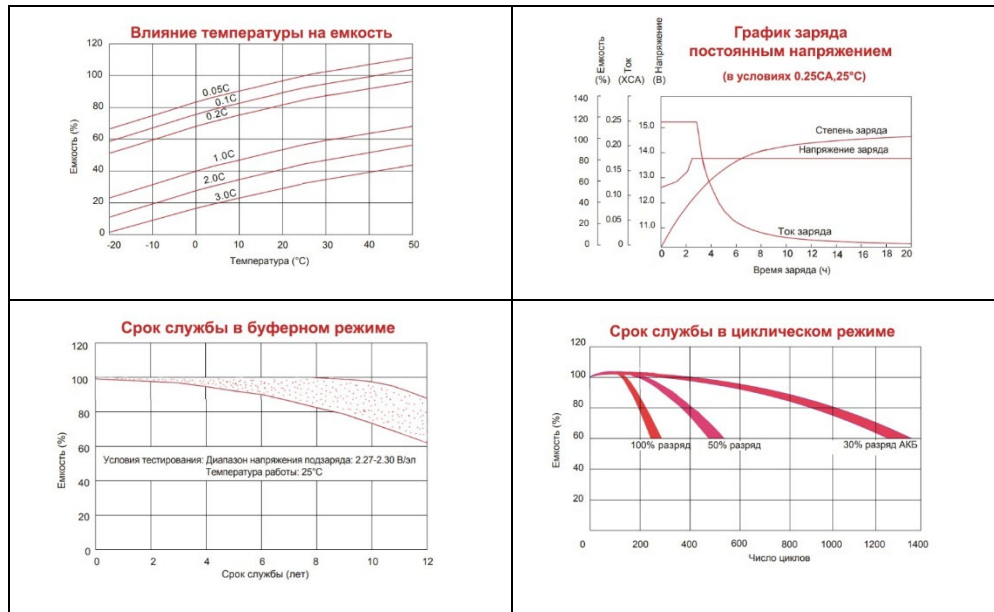 Влияние температуры на емкость
120
100
80
60
40
20
0
Емкость (%)
0.05C
0.1C
0.2C
1.0C
2.0C
3.0C
-20 -10 0 10 20 30 40 50
Температура (°C)
График заряда
постоянным напряжением
(в условиях 0.25CA,25°C)
Емкость
(%)
Ток
(XCA)
Напряжение
(В)
140
120
100
80
60
40
20
0
0.25
0.20
0.15
0.10
0.05
0
15.0
14.0
13.0
12.0
11.0
Степень заряда
Напряжение заряда
Ток заряда
0 2 4 6 8 10 12 14 16 18 20
Время заряда (ч)
Срок службы в буферном режиме
120
100
80
60
40
20
0
Емкость (%)
Условия тестирования: Диапазон напряжения подзаряда: 2.27-2.30 В/эл
Температура работы: 25°C
0 2 4 6 8 10 12
Срок службы (лет)
Срок службы в циклическом режиме
120
100
80
60
40
20
0
Емкость (%)
100% разряд
50% разряд
30% разряд АКБ
200 400 600 800 1000 1200 1400
Число циклов